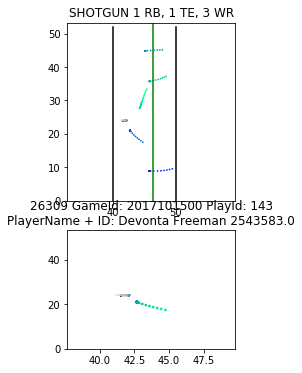 SHOTGUN 1 RB, 1 TE, 3 WR
50
40
30
20
10
0
40 50
26309 GameId: 2017101500 PlayId: 143
PlayerName + ID: Devonta Freeman 2543583.0
40
20
0
40.0 42.5 45.0 47.5